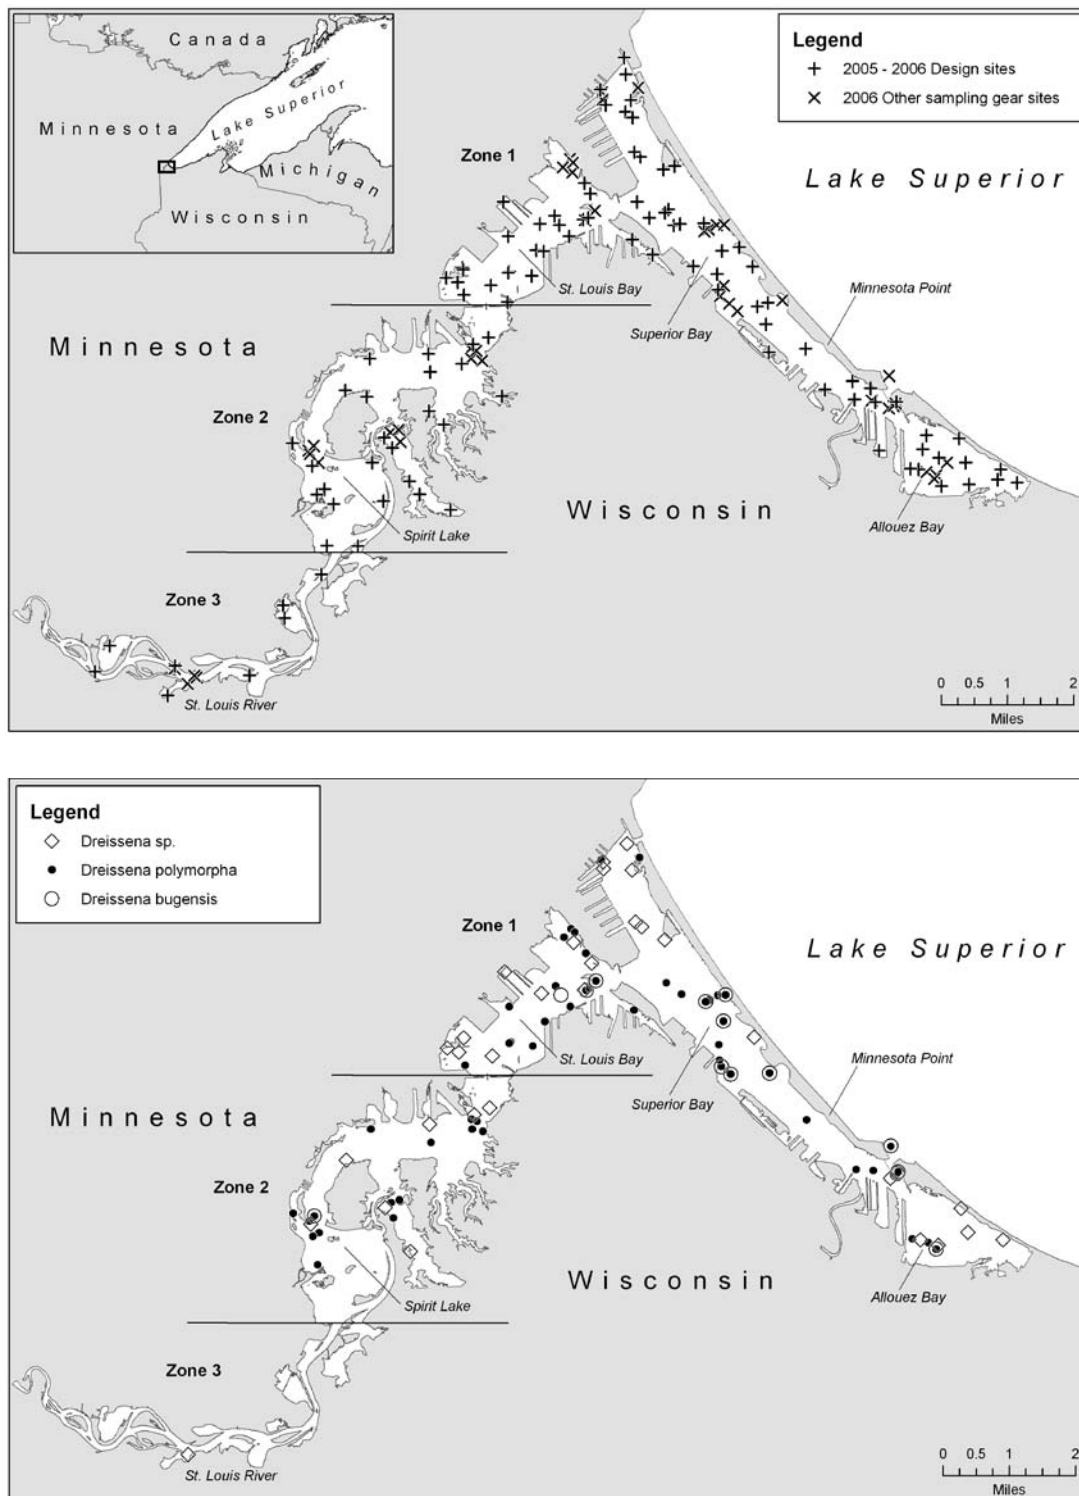 Canada
Minnesota
Lake Superior
Michigan
Wisconsin
Legend
2005 - 2006 Design sites
2006 Other sampling gear sites
Zone 1
Lake Superior
St. Louis Bay
Minnesota Point
Superior Bay
Minnesota
Zone 2
Wisconsin
Spirit Lake
Allouez Bay
Zone 3
St. Louis River
0 0.5 1 2
Miles
Legend
Dreissena sp.
Dreissena polymorpha
Dreissena bugensis
Zone 1
Lake Superior
St. Louis Bay
Minnesota Point
Superior Bay
Minnesota
Zone 2
Wisconsin
Spirit Lake
Allouez Bay
Zone 3
St. Louis River
0 0.5 1 2
Miles